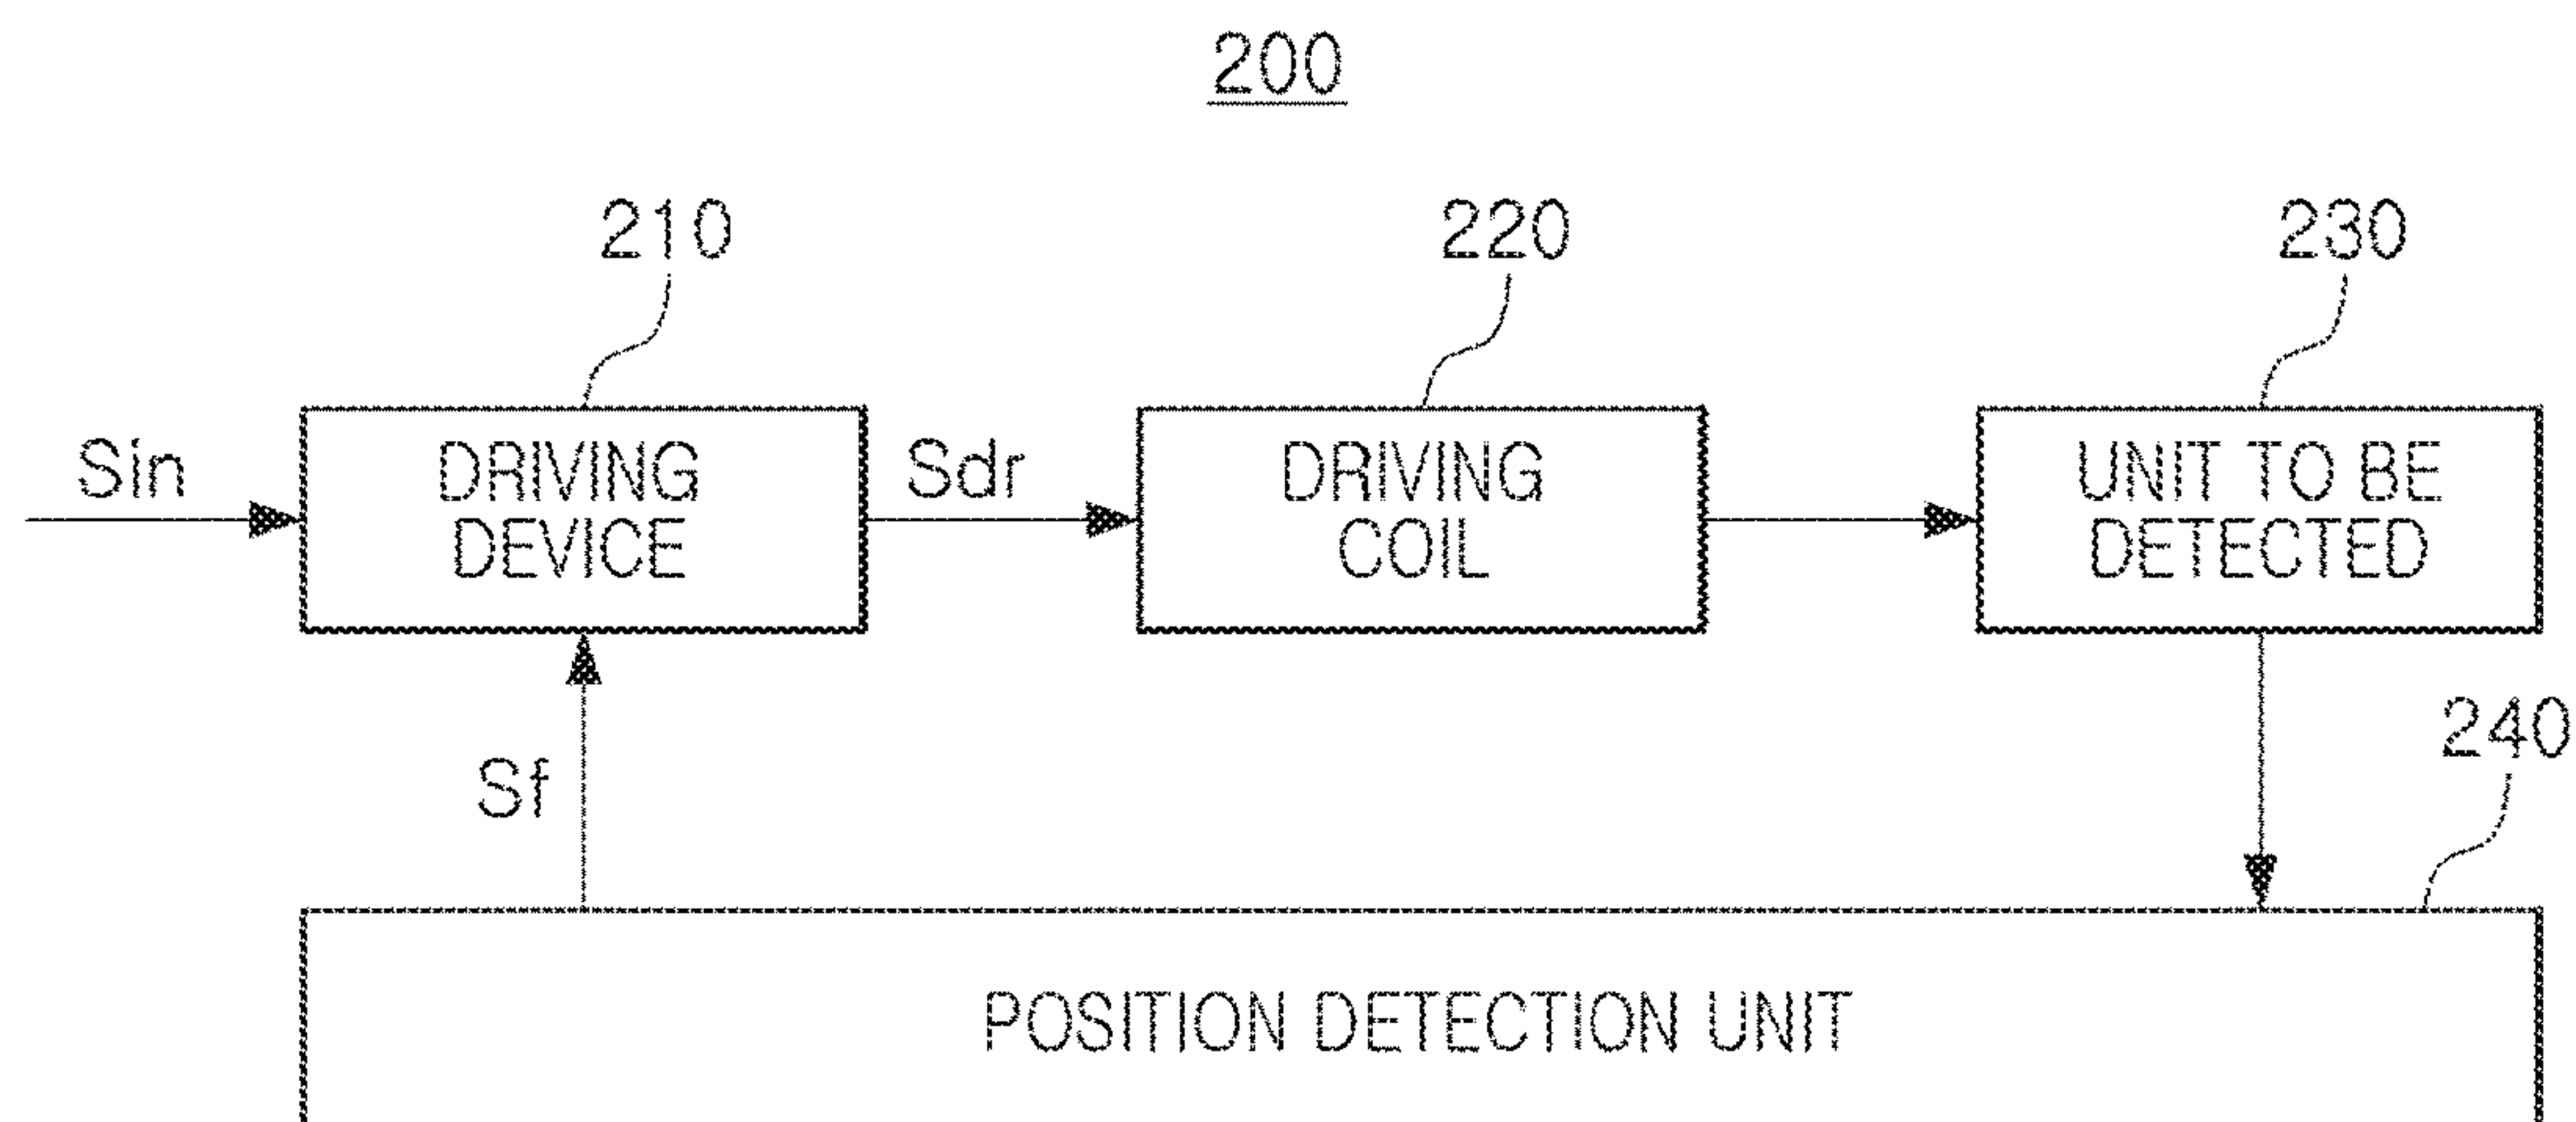 200
210
220
230
Sin
DRIVING
DEVICE
Sdr
DRIVING
COIL
UNIT TO BE
DETECTED
Sf
240
POSITION DETECTION UNIT